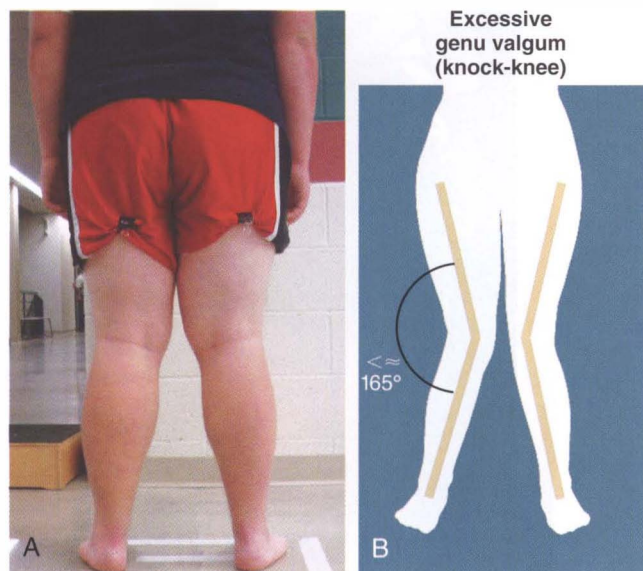 Excessive
genu valgum
(knock-knee)
<≈
165°
A
B